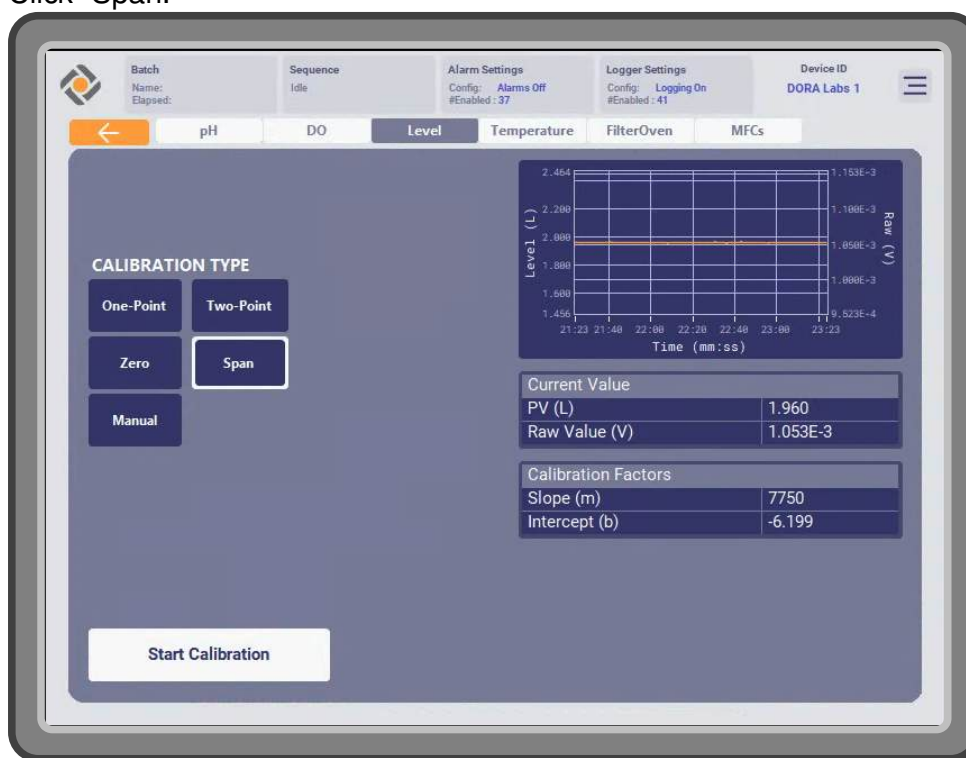 Click "Span."
Batch
Name:
Elapsed:
Sequence
Idle
Alarm Settings
Config: Alarms Off
#Enabled : 37
Logger Settings
Config: Logging On
#Enabled : 41
Device ID
DORA Labs 1
pH
DO
Level
Temperature
FilterOven
MFCs
CALIBRATION TYPE
One-Point
Two-Point
Zero
Span
Manual
Start Calibration
Level (L)
2.464
2.200
2.000
1.800
1.600
1.456
1.153E-3
1.100E-3
1.050E-3
1.000E-3
9.523E-4
Raw (V)
21:23 21:40 22:00 22:20 22:40 23:00 23:23
Time (mm:ss)
Current Value
PV (L) 1.960
Raw Value (V) 1.053E-3
Calibration Factors
Slope (m) 7750
Intercept (b) -6.199